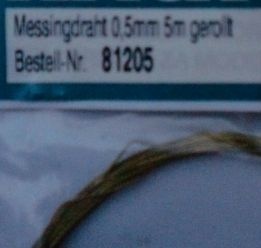 Messingdraht 0,5mm 5m gerollt
Bestell-Nr. 81205